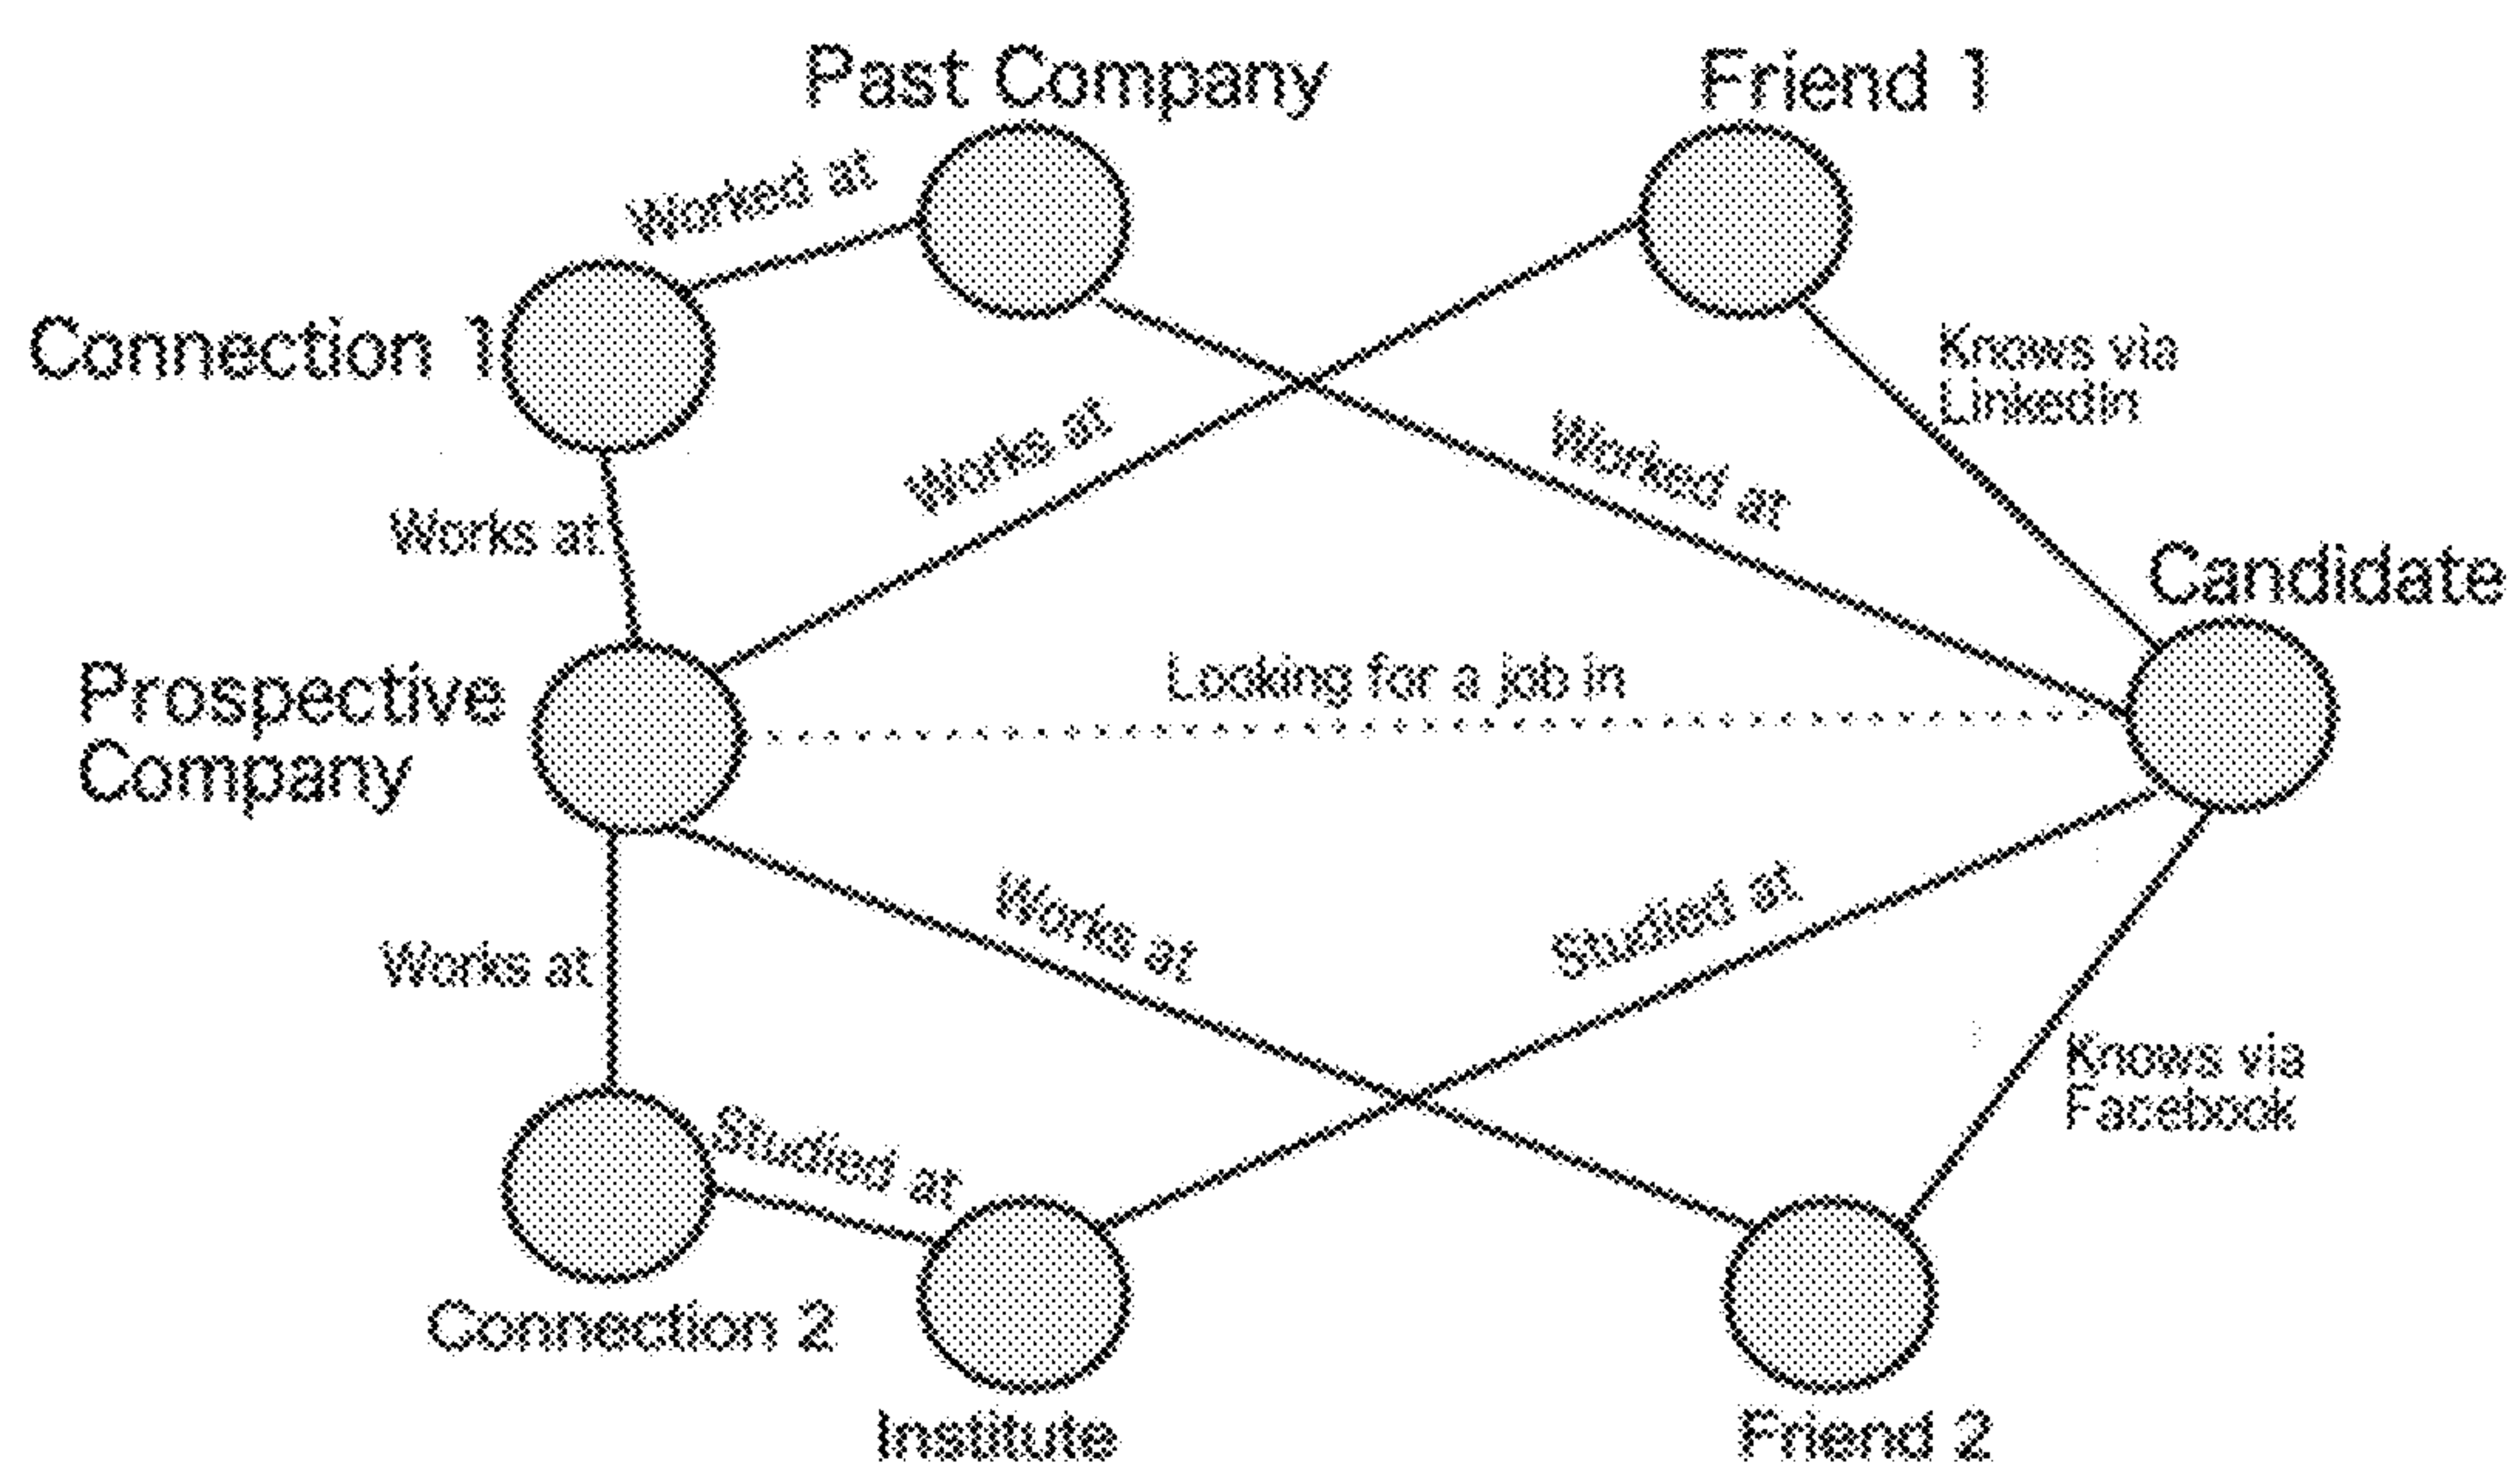 Past Company
Friend 1
Worked at
Connection 1
Knows via
LinkedIn
Works at
Worked at
Works at
Candidate
Looking for a job in
Prospective
Company
Works at
Studied at
Works at
Knows via
Facebook
Studied at
Connection 2
Institute
Friend 2